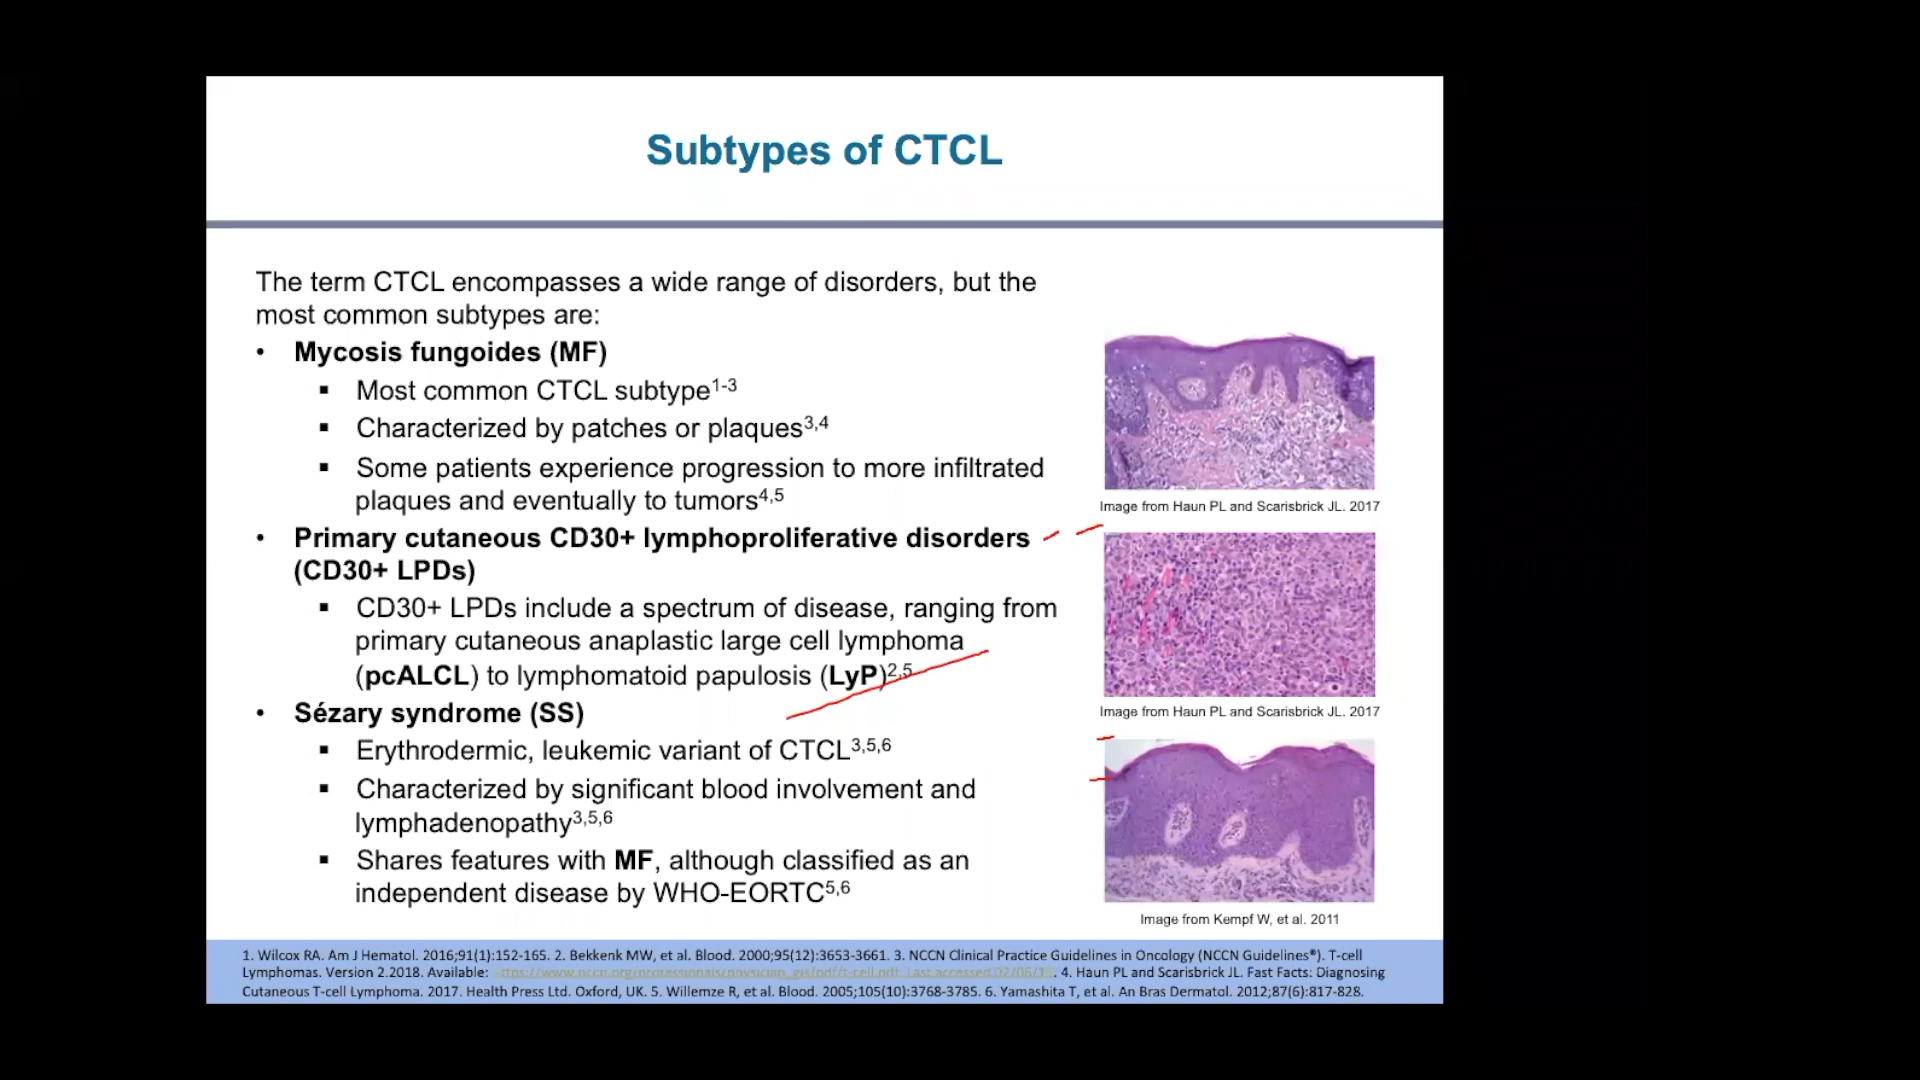 Subtypes of CTCL
The term CTCL encompasses a wide range of disorders, but the
most common subtypes are:
• Mycosis fungoides (MF)
▪ Most common CTCL subtype1-3
▪ Characterized by patches or plaques3,4
▪ Some patients experience progression to more infiltrated
plaques and eventually to tumors4,5
• Primary cutaneous CD30+ lymphoproliferative disorders
(CD30+ LPDs)
▪ CD30+ LPDs include a spectrum of disease, ranging from
primary cutaneous anaplastic large cell lymphoma
(pcALCL) to lymphomatoid papulosis (LyP)2,5
• Sézary syndrome (SS)
▪ Erythrodermic, leukemic variant of CTCL3,5,6
▪ Characterized by significant blood involvement and
lymphadenopathy3,5,6
▪ Shares features with MF, although classified as an
independent disease by WHO-EORTC5,6
Image from Haun PL and Scarisbrick JL. 2017
Image from Haun PL and Scarisbrick JL. 2017
Image from Kempf W, et al. 2011
1. Wilcox RA. Am J Hematol. 2016;91(1):152-165. 2. Bekkenk MW, et al. Blood. 2000;95(12):3653-3661. 3. NCCN Clinical Practice Guidelines in Oncology (NCCN Guidelines®). T-cell
Lymphomas. Version 2.2018. Available: . 4. Haun PL and Scarisbrick JL. Fast Facts: Diagnosing
Cutaneous T-cell Lymphoma. 2017. Health Press Ltd. Oxford, UK. 5. Willemze R, et al. Blood. 2005;105(10):3768-3785. 6. Yamashita T, et al. An Bras Dermatol. 2012;87(6):817-828.